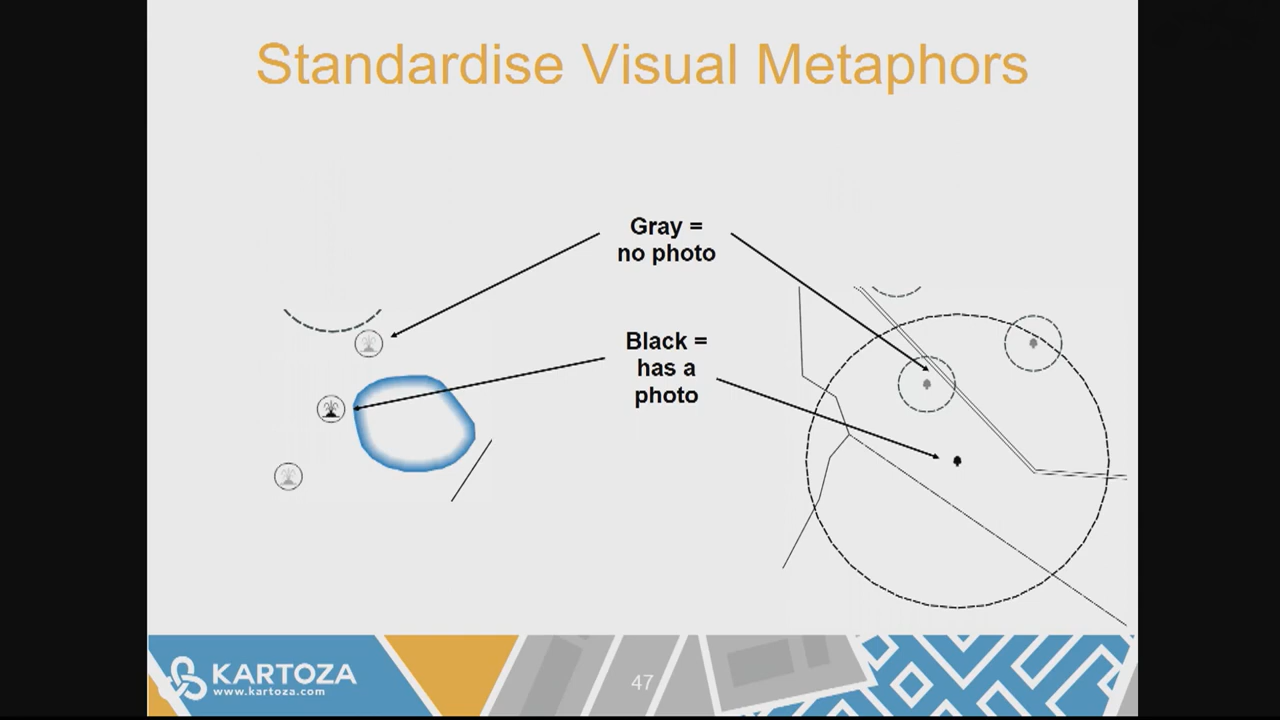 Standardise Visual Metaphors
Gray =
no photo
Black =
has a
photo
KARTOZA
www.kartoza.com
47